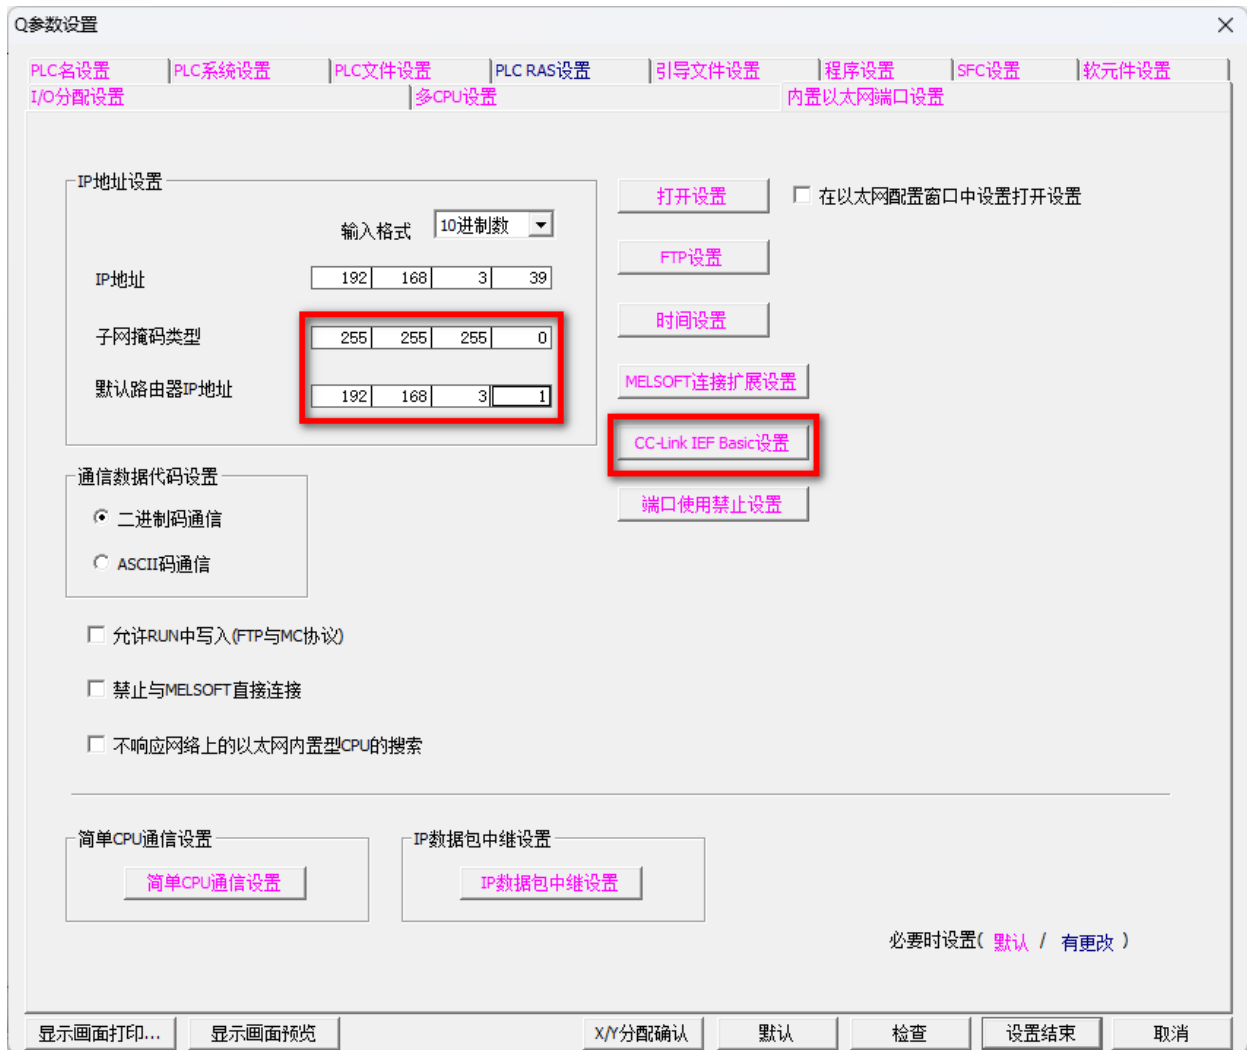 Q参数设置
PLC名设置 PLC系统设置 PLC文件设置 PLC RAS设置 引导文件设置 程序设置 SFC设置 软元件设置
I/O分配设置 多CPU设置 内置以太网端口设置
IP地址设置
输入格式 10进制数
IP地址 192 168 3 39
子网掩码类型 255 255 255 0
默认路由器IP地址 192 168 3 1
打开设置 在以太网配置窗口中设置打开设置
FTP设置
时间设置
MELSOFT连接扩展设置
CC-Link IEF Basic设置
端口使用禁止设置
通信数据代码设置
二进制码通信
ASCII码通信
允许RUN中写入(FTP与MC协议)
禁止与MELSOFT直接连接
不响应网络上的以太网内置型CPU的搜索
简单CPU通信设置 IP数据包中继设置
简单CPU通信设置 IP数据包中继设置
必要时设置( 默认 / 有更改 )
显示画面打印... 显示画面预览 X/Y分配确认 默认 检查 设置结束 取消